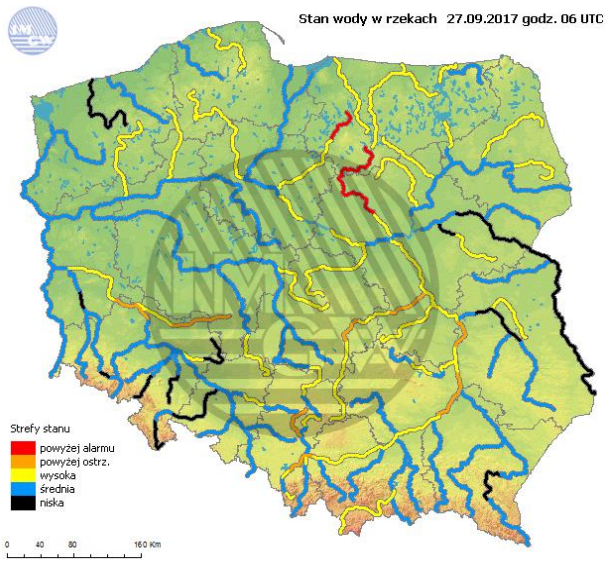 Stan wody w rzekach 27.09.2017 godz. 06 UTC
Strefy stanu
powyżej alarmu
powyżej ostrz.
wysoka
średnia
niska
0 40 80 160 Km